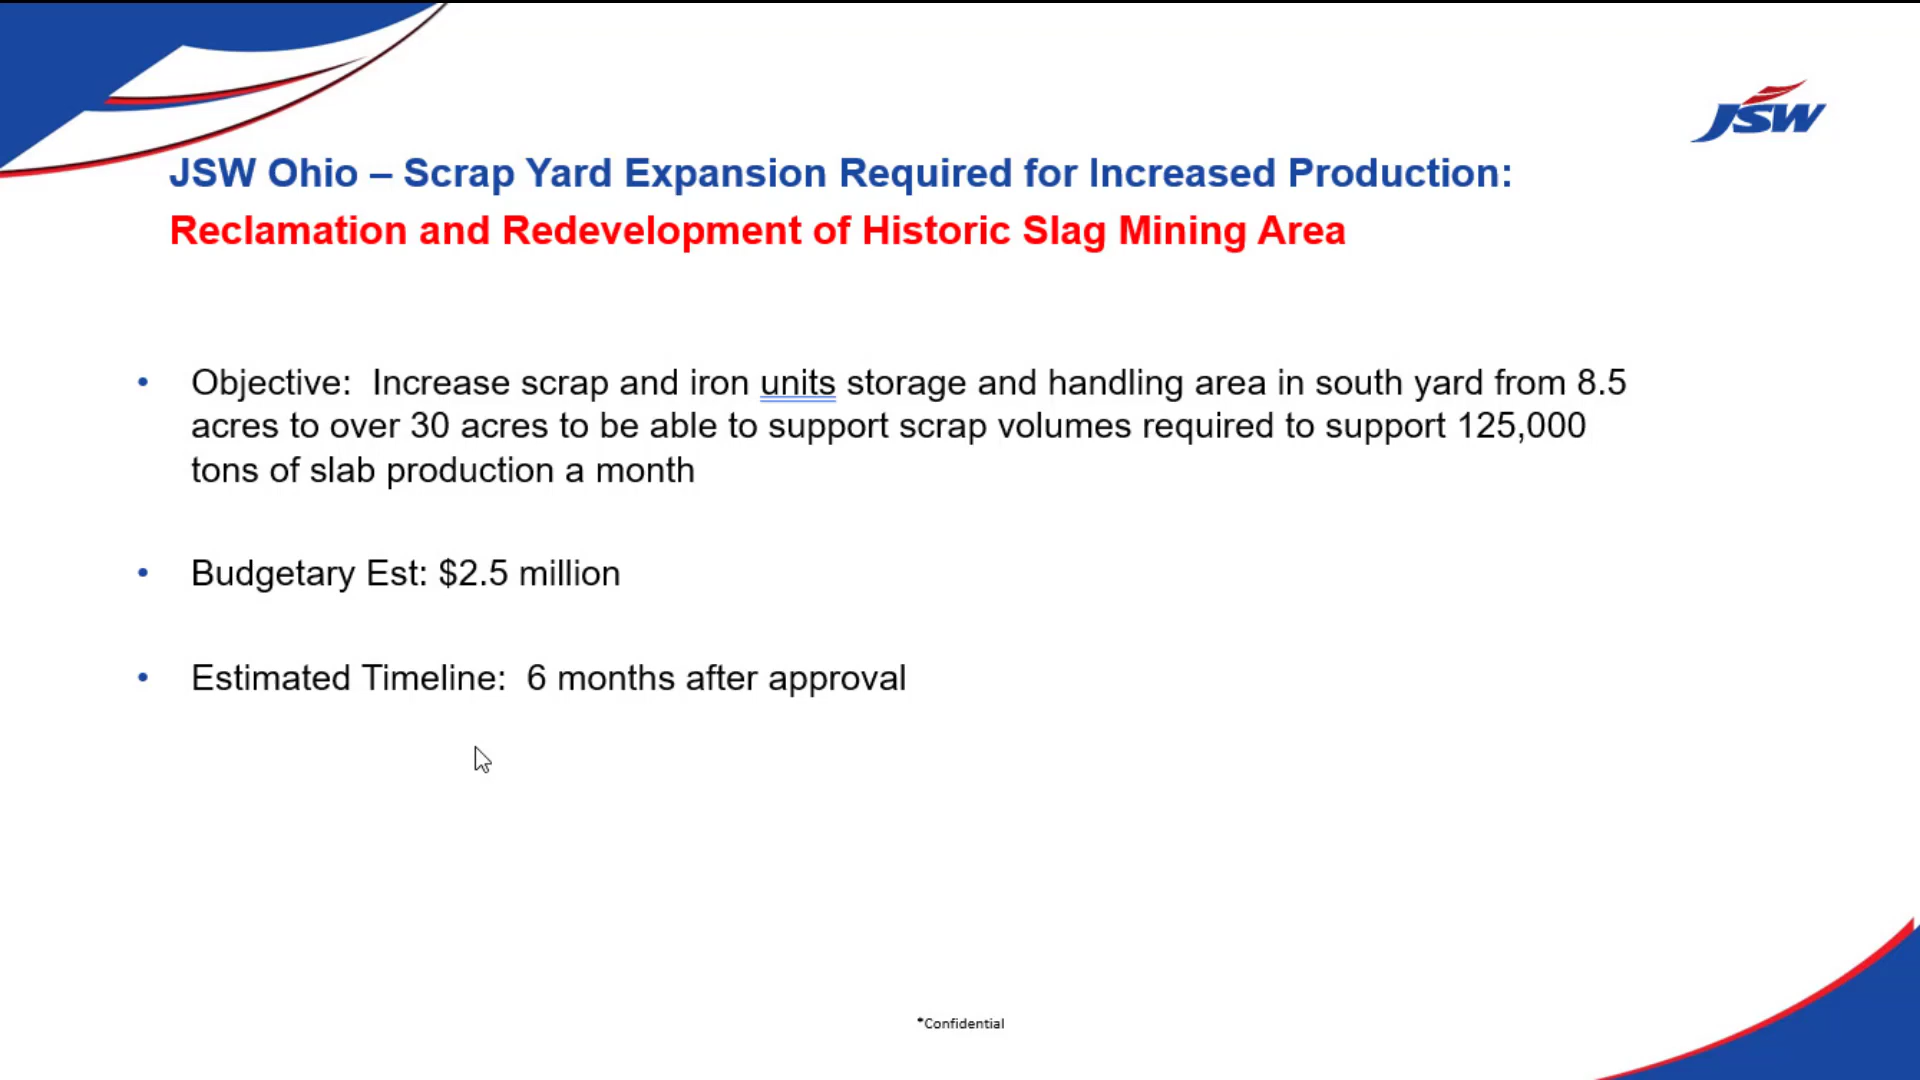 JSW
JSW Ohio – Scrap Yard Expansion Required for Increased Production:
Reclamation and Redevelopment of Historic Slag Mining Area
• Objective:  Increase scrap and iron units storage and handling area in south yard from 8.5
acres to over 30 acres to be able to support scrap volumes required to support 125,000
tons of slab production a month
• Budgetary Est: $2.5 million
• Estimated Timeline:  6 months after approval
*Confidential